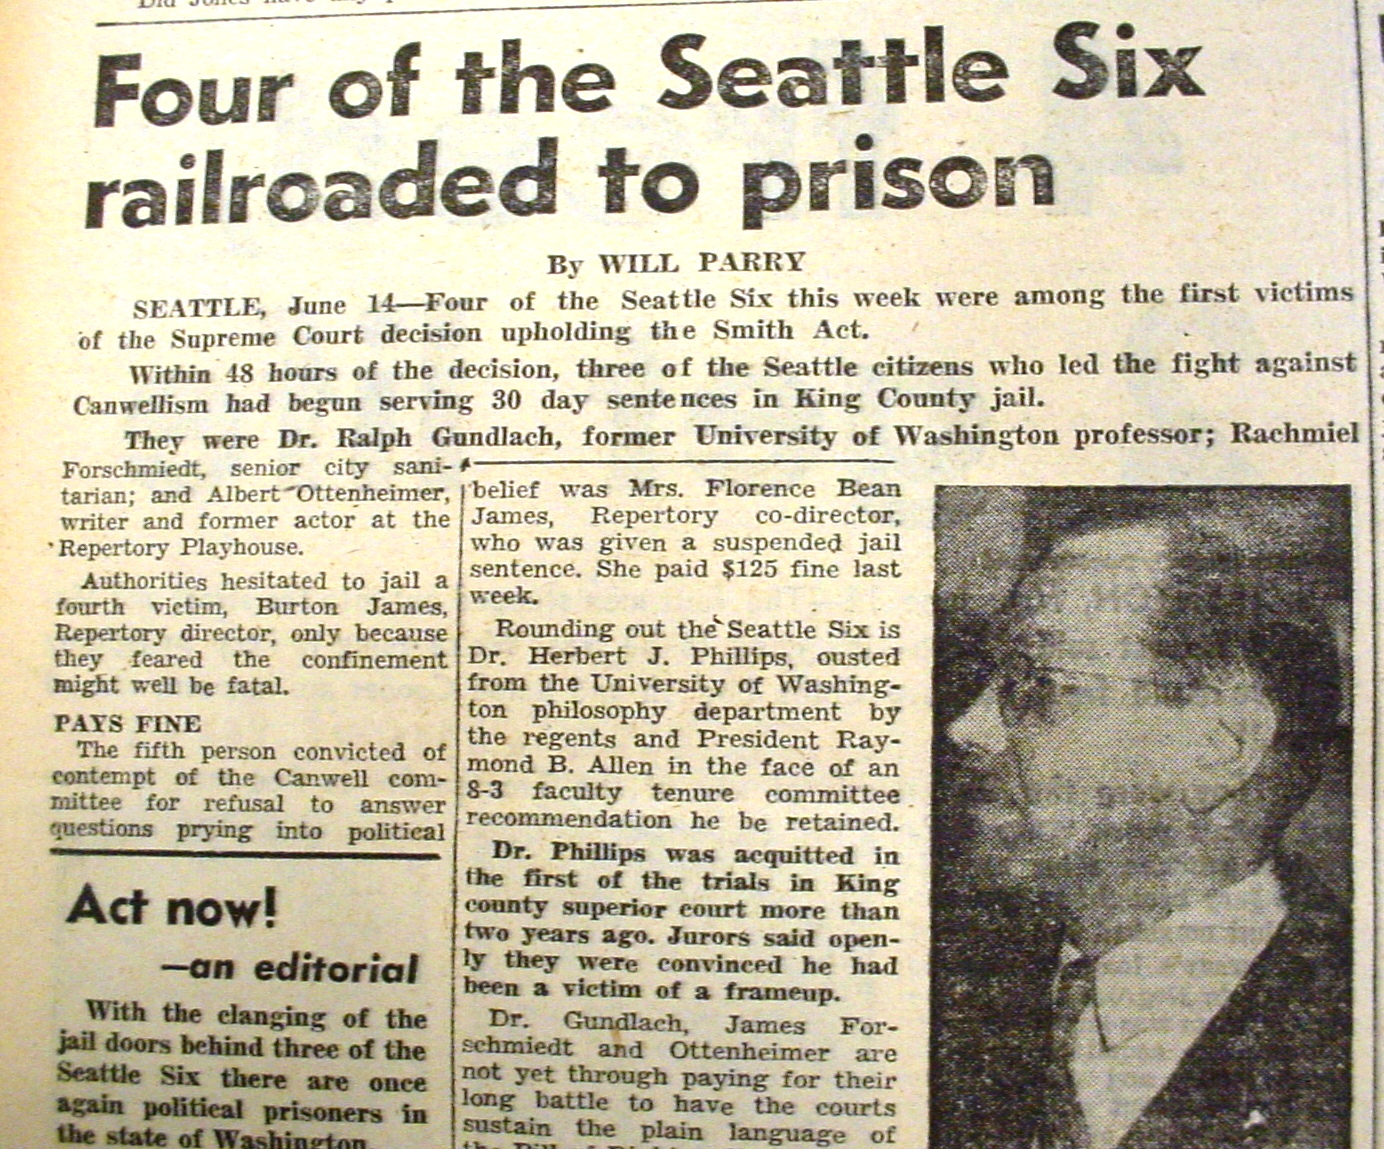 Four of the Seattle Six
railroaded to prison
By WILL PARRY
SEATTLE, June 14—Four of the Seattle Six this week were among the first victims
of the Supreme Court decision upholding the Smith Act.
Within 48 hours of the decision, three of the Seattle citizens who led the fight against
Canwellism had begun serving 30 day sentences in King County jail.
They were Dr. Ralph Gundlach, former University of Washington professor; Rachmiel
Forschmiedt, senior city sani-
tarian; and Albert Ottenheimer,
writer and former actor at the
Repertory Playhouse.
Authorities hesitated to jail a
fourth victim, Burton James,
Repertory director, only because
they feared the confinement
might well be fatal.
PAYS FINE
The fifth person convicted of
contempt of the Canwell com-
mittee for refusal to answer
questions prying into political
Act now!
—an editorial
With the clanging of the
jail doors behind three of the
Seattle Six there are once
again political prisoners in
the state of Washington
belief was Mrs. Florence Bean
James, Repertory co-director,
who was given a suspended jail
sentence. She paid $125 fine last
week.
Rounding out the Seattle Six is
Dr. Herbert J. Phillips, ousted
from the University of Washing-
ton philosophy department by
the regents and President Ray-
mond B. Allen in the face of an
8-3 faculty tenure committee
recommendation he be retained.
Dr. Phillips was acquitted in
the first of the trials in King
county superior court more than
two years ago. Jurors said open-
ly they were convinced he had
been a victim of a frameup.
Dr. Gundlach, James For-
schmiedt and Ottenheimer are
not yet through paying for their
long battle to have the courts
sustain the plain language of